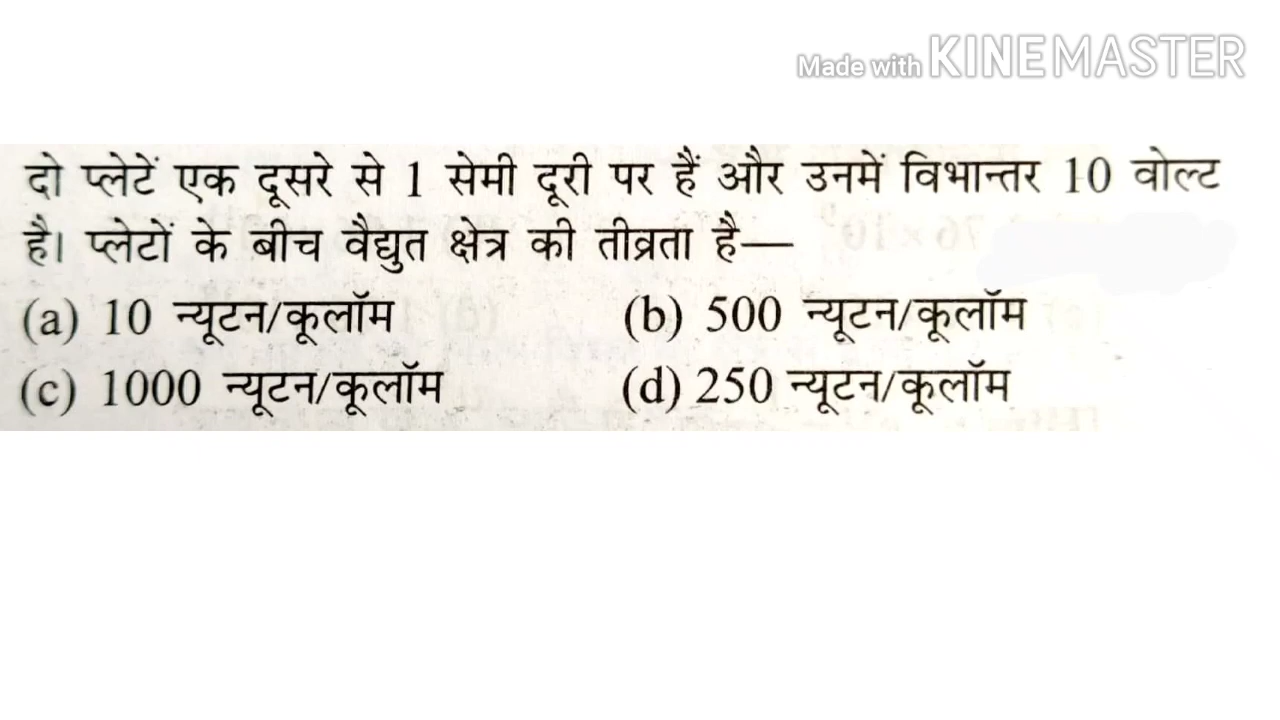 Made with KINEMASTER
दो प्लेटें एक दूसरे से 1 सेमी दूरी पर हैं और उनमें विभान्तर 10 वोल्ट
है। प्लेटों के बीच वैद्युत क्षेत्र की तीव्रता है—
(a) 10 न्यूटन/कूलॉम (b) 500 न्यूटन/कूलॉम
(c) 1000 न्यूटन/कूलॉम (d) 250 न्यूटन/कूलॉम